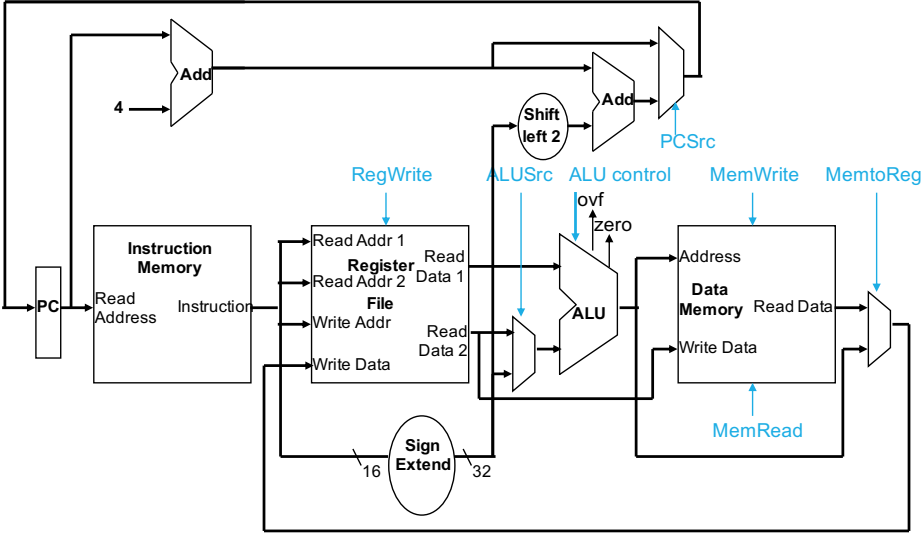 Add
4
Add
Shift
left 2
PCSrc
RegWrite
ALUSrc
ALU control
MemWrite
MemtoReg
ovf
zero
Instruction
Memory
Read
Address
Instruction
PC
Read Addr 1
Register
Read Addr 2
File
Write Addr
Write Data
Read
Data 1
Read
Data 2
ALU
Address
Data
Memory
Read Data
Write Data
MemRead
Sign
Extend
16
32